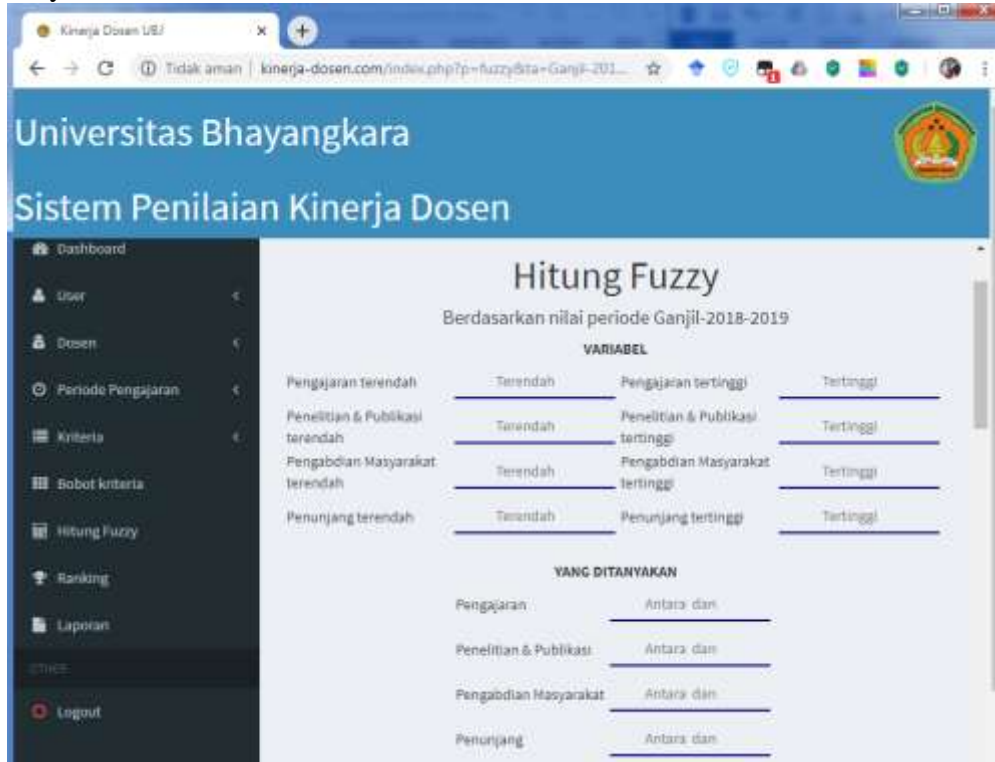 Kinerja Dosen UBJ
Tidak aman | kinerja-dosen.com/index.php?p=fuzzy&ta=Ganjil-201...
1
Universitas Bhayangkara
Sistem Penilaian Kinerja Dosen
Dashboard
User
Dosen
Periode Pengajaran
Kriteria
Bobot kriteria
Hitung Fuzzy
Ranking
Laporan
OTHER
Logout
Hitung Fuzzy
Berdasarkan nilai periode Ganjil-2018-2019
VARIABEL
Pengajaran terendah Terendah Pengajaran tertinggi Tertinggi
Penelitian & Publikasi terendah Terendah Penelitian & Publikasi tertinggi Tertinggi
Pengabdian Masyarakat terendah Terendah Pengabdian Masyarakat tertinggi Tertinggi
Penunjang terendah Terendah Penunjang tertinggi Tertinggi
YANG DITANYAKAN
Pengajaran Antara dan
Penelitian & Publikasi Antara dan
Pengabdian Masyarakat Antara dan
Penunjang Antara dan